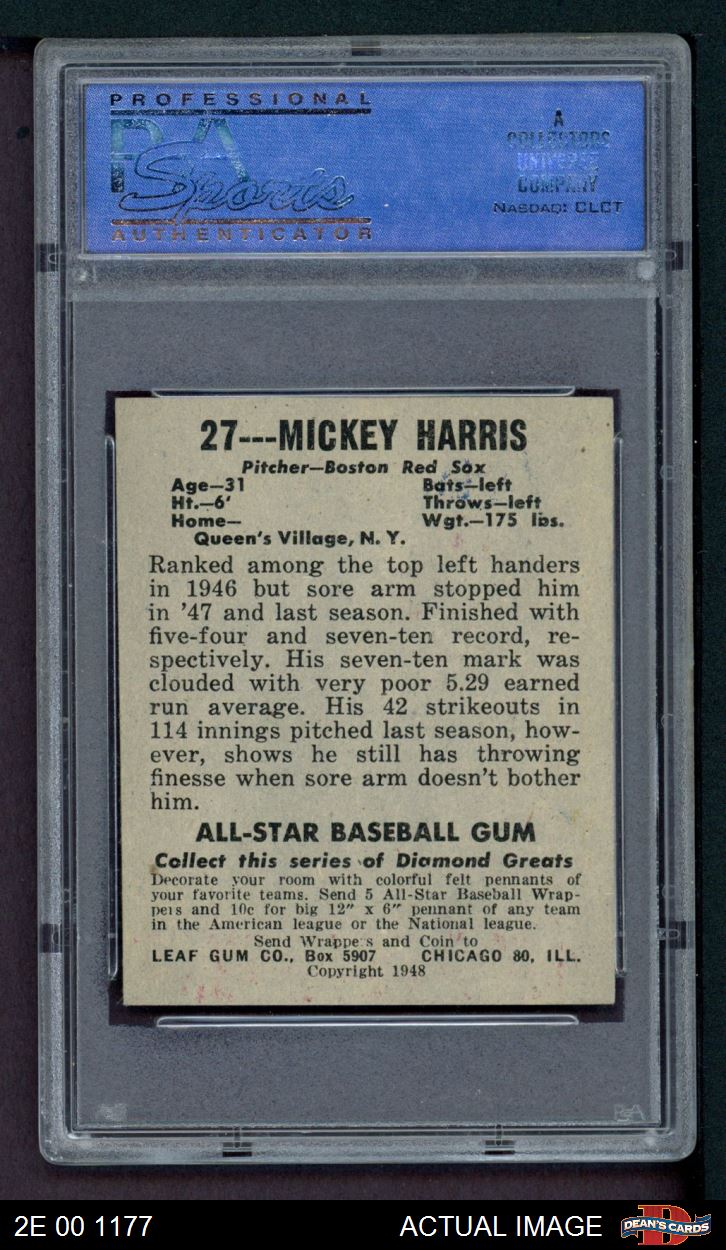 PROFESSIONAL
PSA
Sports
AUTHENTICATOR
A
COLLECTORS
UNIVERSE
COMPANY
NASDAQ: CLCT
27---MICKEY HARRIS
Pitcher—Boston Red Sox
Age—31 Bats—left
Ht.—6' Throws—left
Home— Wgt.—175 lbs.
Queen's Village, N. Y.
Ranked among the top left handers
in 1946 but sore arm stopped him
in '47 and last season. Finished with
five-four and seven-ten record, re-
spectively. His seven-ten mark was
clouded with very poor 5.29 earned
run average. His 42 strikeouts in
114 innings pitched last season, how-
ever, shows he still has throwing
finesse when sore arm doesn't bother
him.
ALL-STAR BASEBALL GUM
Collect this series of Diamond Greats
Decorate your room with colorful felt pennants of
your favorite teams. Send 5 All-Star Baseball Wrap-
pers and 10c for big 12" x 6" pennant of any team
in the American league or the National league.
Send Wrappers and Coin to
LEAF GUM CO., Box 5907 CHICAGO 80, ILL.
Copyright 1948
PSA
2E 00 1177 ACTUAL IMAGE DEAN'S CARDS